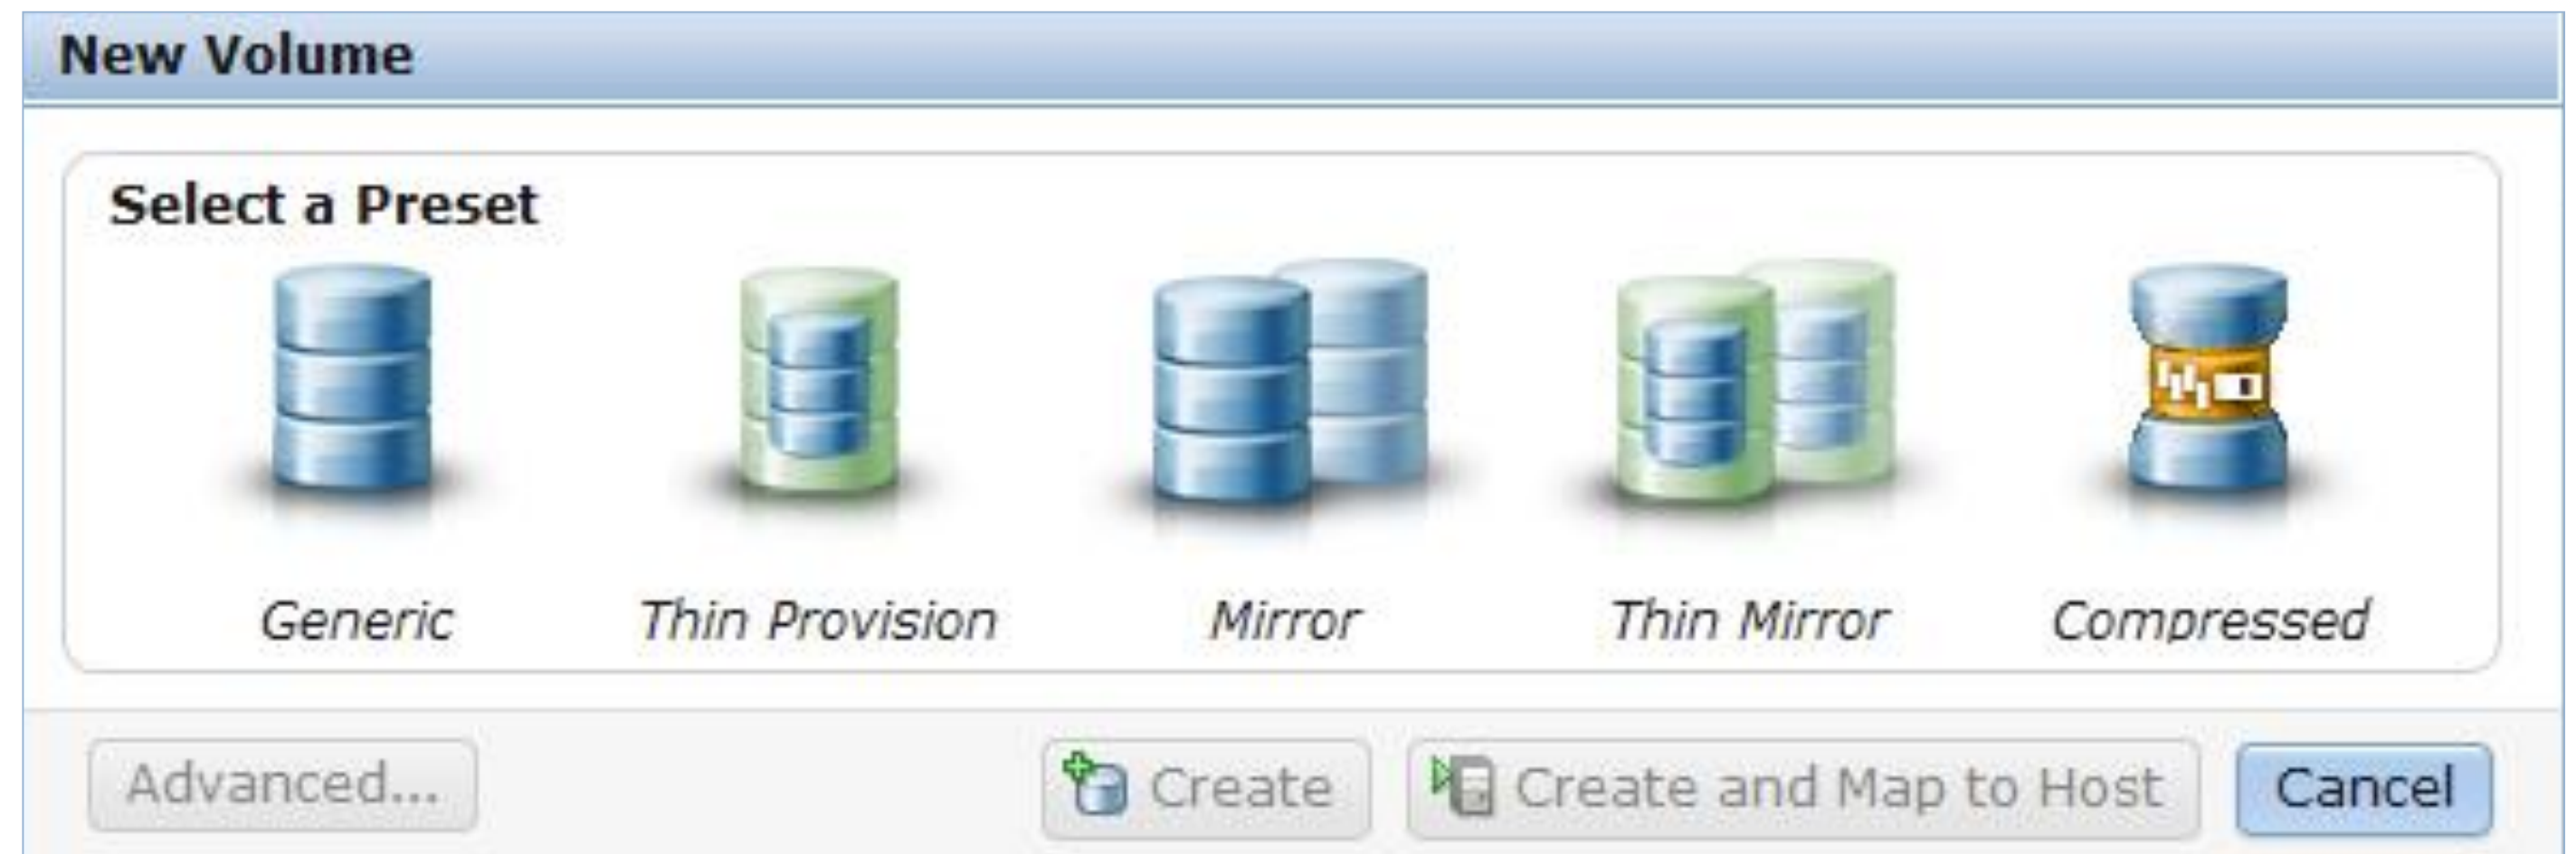 New Volume
Select a Preset
Generic Thin Provision Mirror Thin Mirror Compressed
Advanced... Create Create and Map to Host Cancel